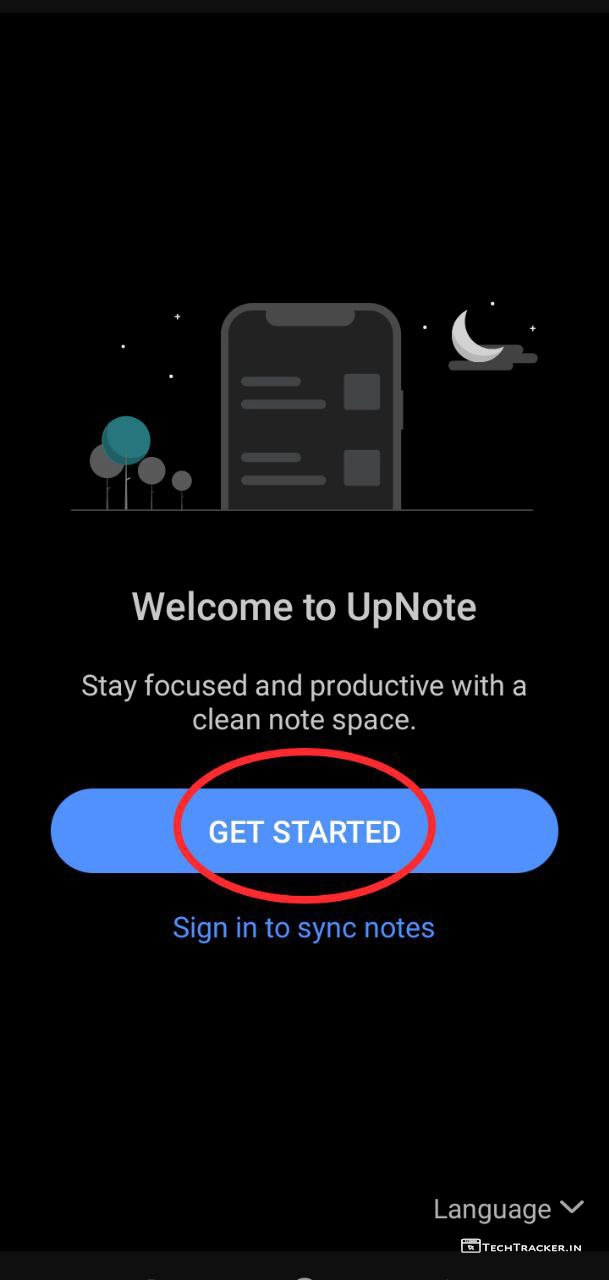 Welcome to UpNote
Stay focused and productive with a
clean note space.
GET STARTED
Sign in to sync notes
Language
TECHTRACKER.IN